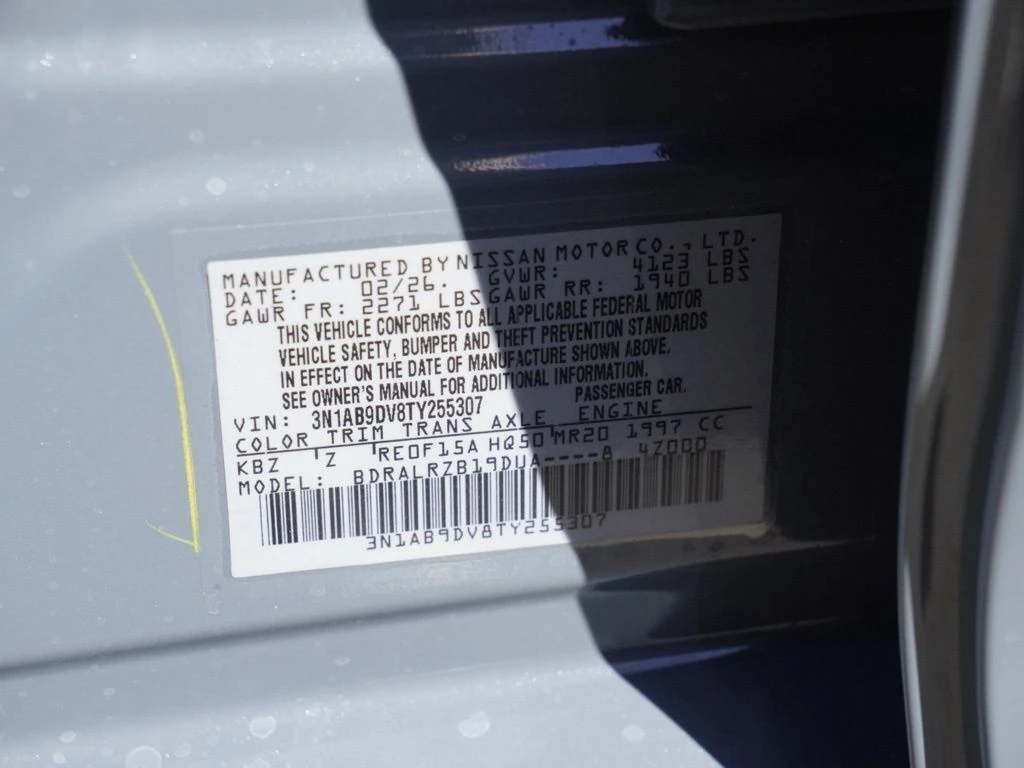 MANUFACTURED BY NISSAN MOTOR CO., LTD.
DATE: 02/26. GVWR: 4123 LBS
GAWR FR: 2271 LBS GAWR RR: 1940 LBS
THIS VEHICLE CONFORMS TO ALL APPLICABLE FEDERAL MOTOR
VEHICLE SAFETY, BUMPER AND THEFT PREVENTION STANDARDS
IN EFFECT ON THE DATE OF MANUFACTURE SHOWN ABOVE.
SEE OWNER'S MANUAL FOR ADDITIONAL INFORMATION.
VIN: 3N1AB9DV8TY255307 PASSENGER CAR.
COLOR TRIM TRANS AXLE ENGINE
KBZ Z RE0F15A HQ50 MR20 1997 CC
MODEL: BDRALRZB19DUA----8 4Z000
3N1AB9DV8TY255307